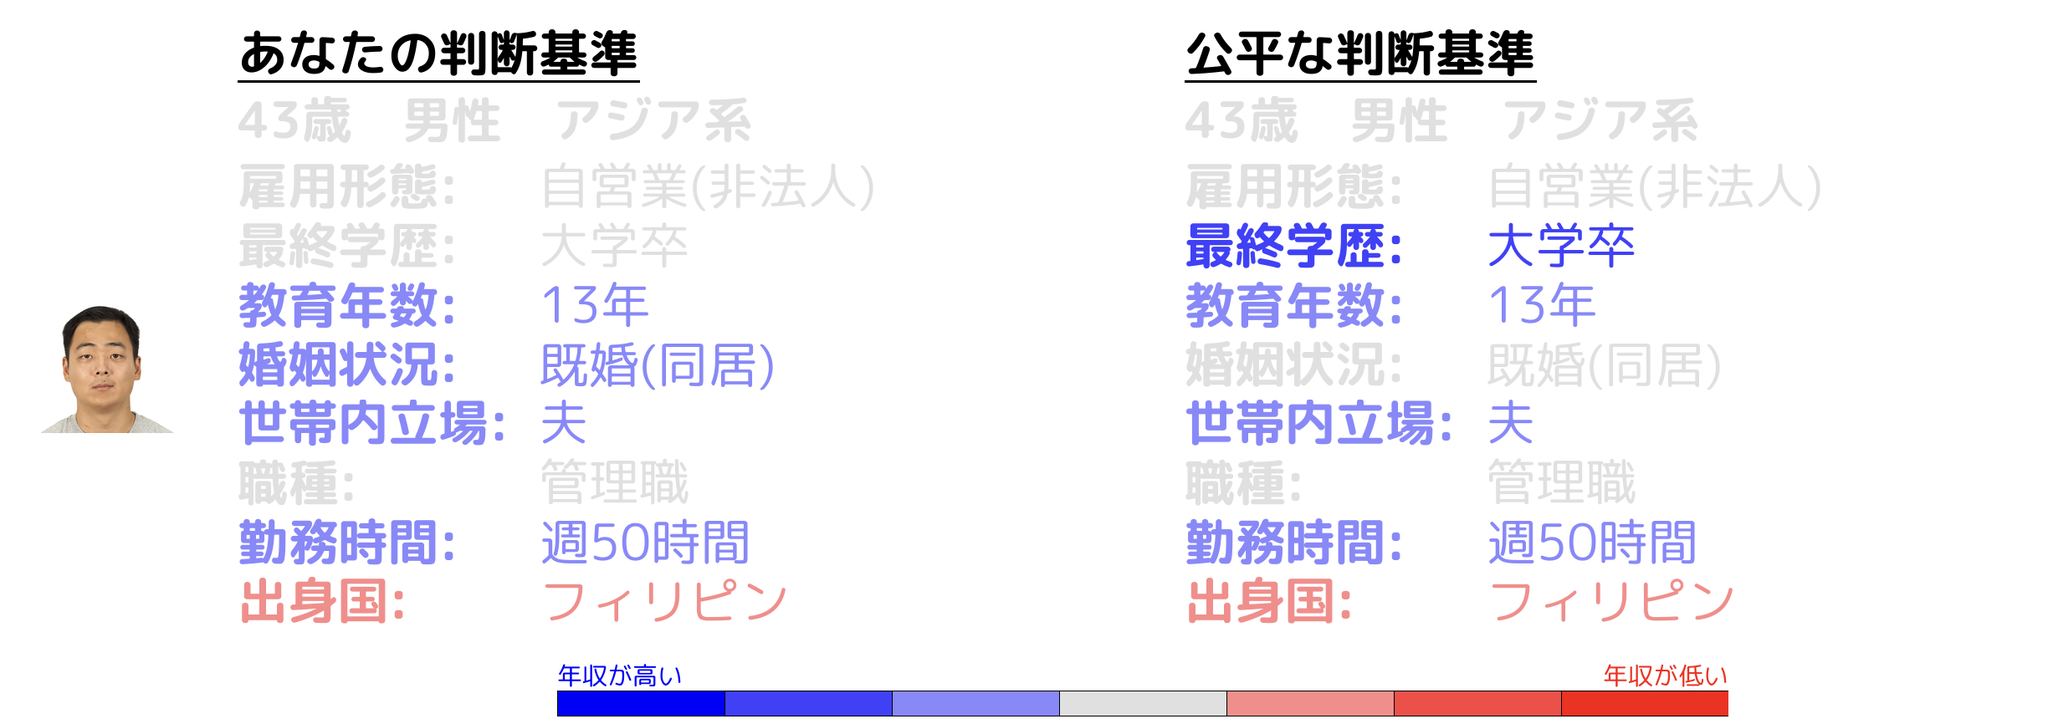 あなたの判断基準
43歳 男性 アジア系
雇用形態: 自営業(非法人)
最終学歴: 大学卒
教育年数: 13年
婚姻状況: 既婚(同居)
世帯内立場: 夫
職種: 管理職
勤務時間: 週50時間
出身国: フィリピン
公平な判断基準
43歳 男性 アジア系
雇用形態: 自営業(非法人)
最終学歴: 大学卒
教育年数: 13年
婚姻状況: 既婚(同居)
世帯内立場: 夫
職種: 管理職
勤務時間: 週50時間
出身国: フィリピン
年収が高い
年収が低い